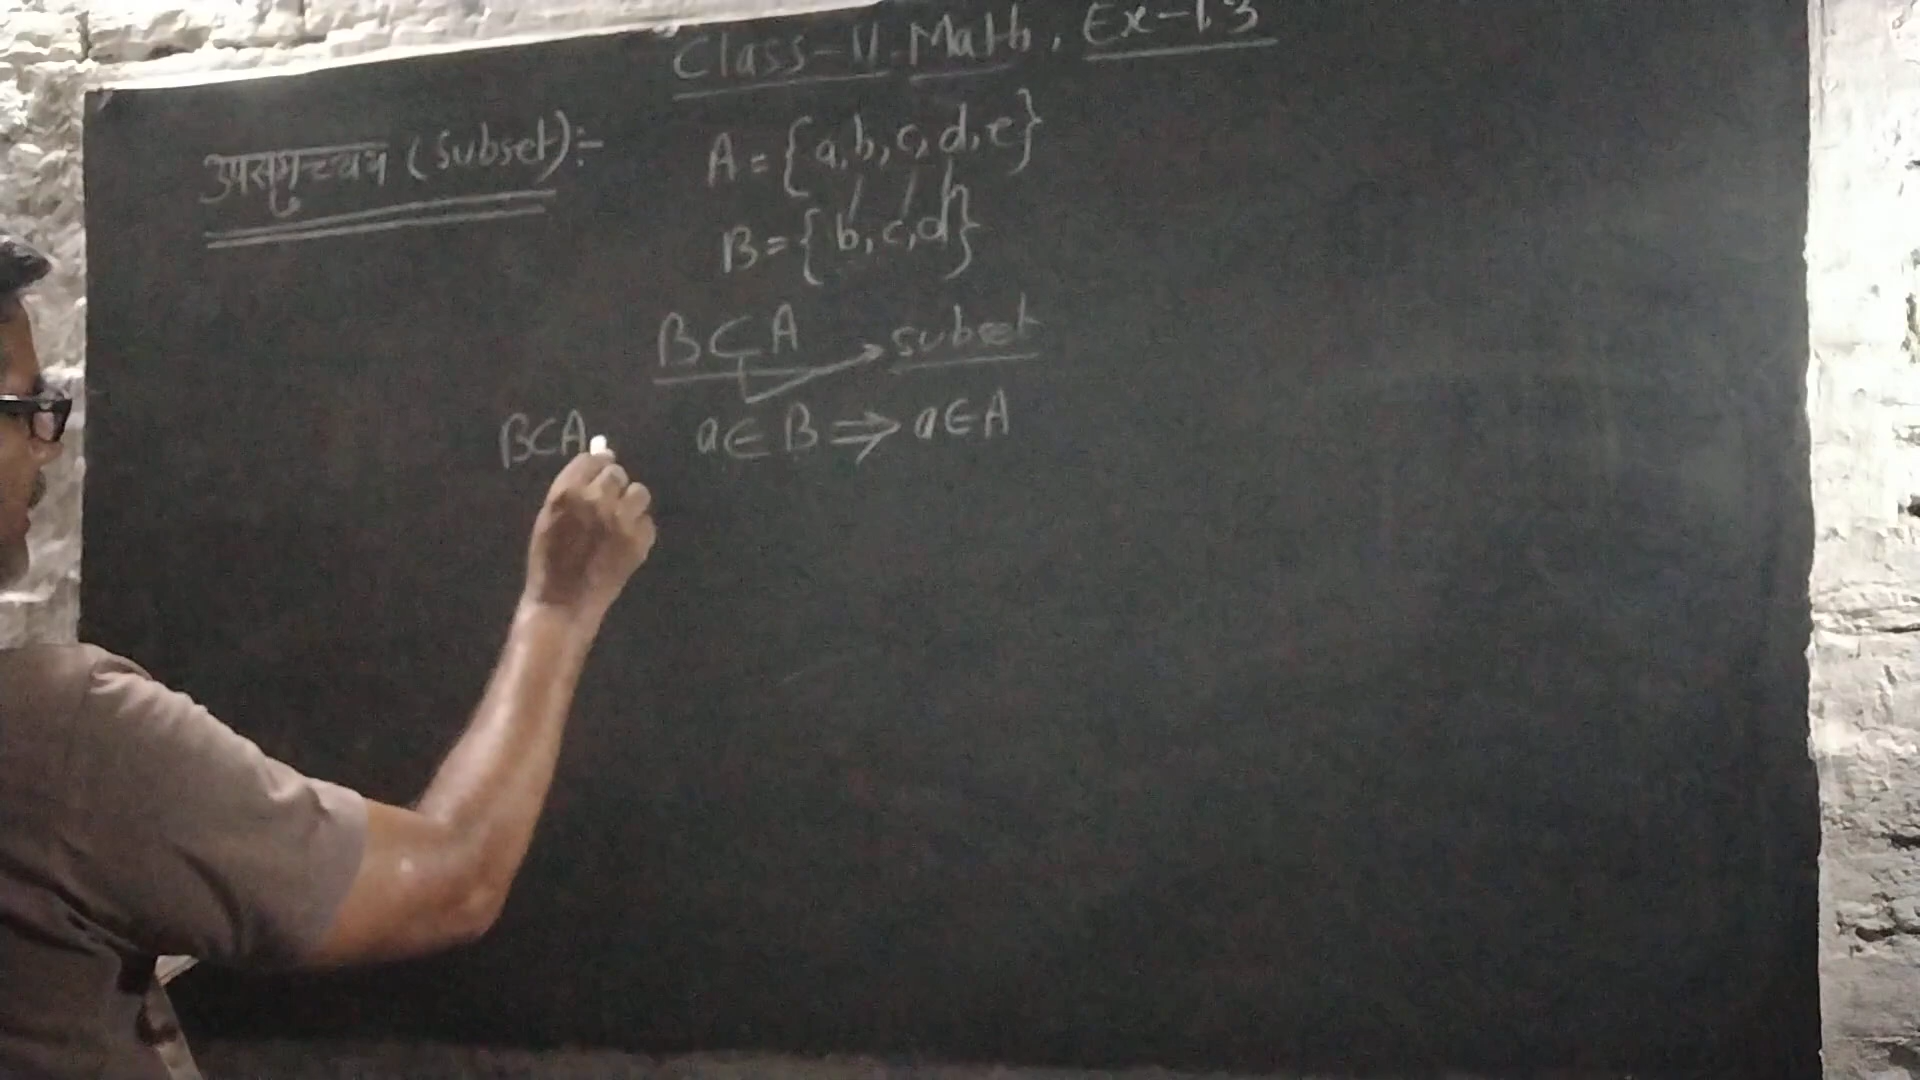 Class-11. Math, Ex-1.3
उपसमुच्चय (Subset):-
A = {a, b, c, d, e}
B = {b, c, d}
B⊂A → subset
B⊂A a∈B ⇒ a∈A